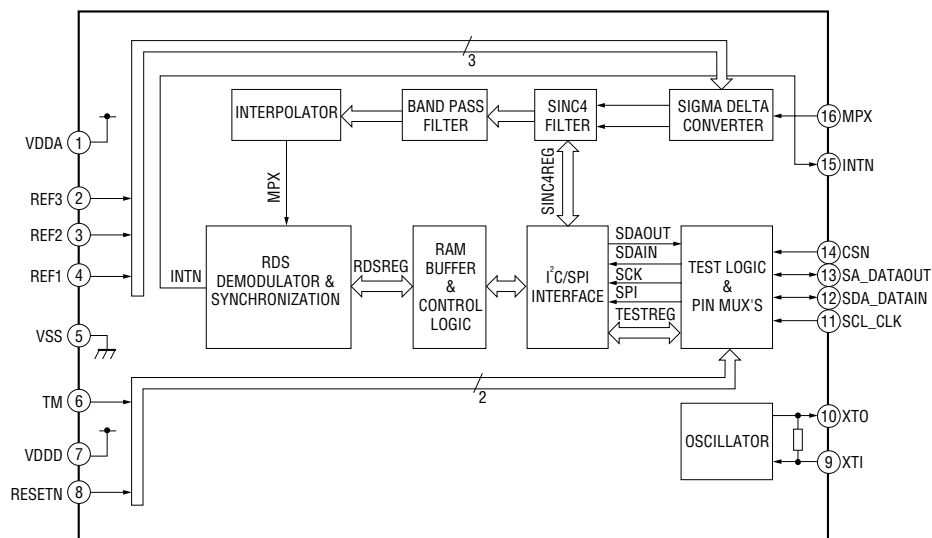 3
INTERPOLATOR
BAND PASS
FILTER
SINC4
FILTER
SIGMA DELTA
CONVERTER
16 MPX
VDDA 1
15 INTN
REF3 2
MPX
SINC4REG
REF2 3
REF1 4
INTN
RDS
DEMODULATOR &
SYNCHRONIZATION
RDSREG
RAM
BUFFER
&
CONTROL
LOGIC
I²C/SPI
INTERFACE
SDAOUT
SDAIN
SCK
SPI
TESTREG
TEST LOGIC
&
PIN MUX'S
14 CSN
13 SA_DATAOUT
12 SDA_DATAIN
11 SCL_CLK
VSS 5
2
TM 6
VDDD 7
RESETN 8
OSCILLATOR
10 XTO
9 XTI